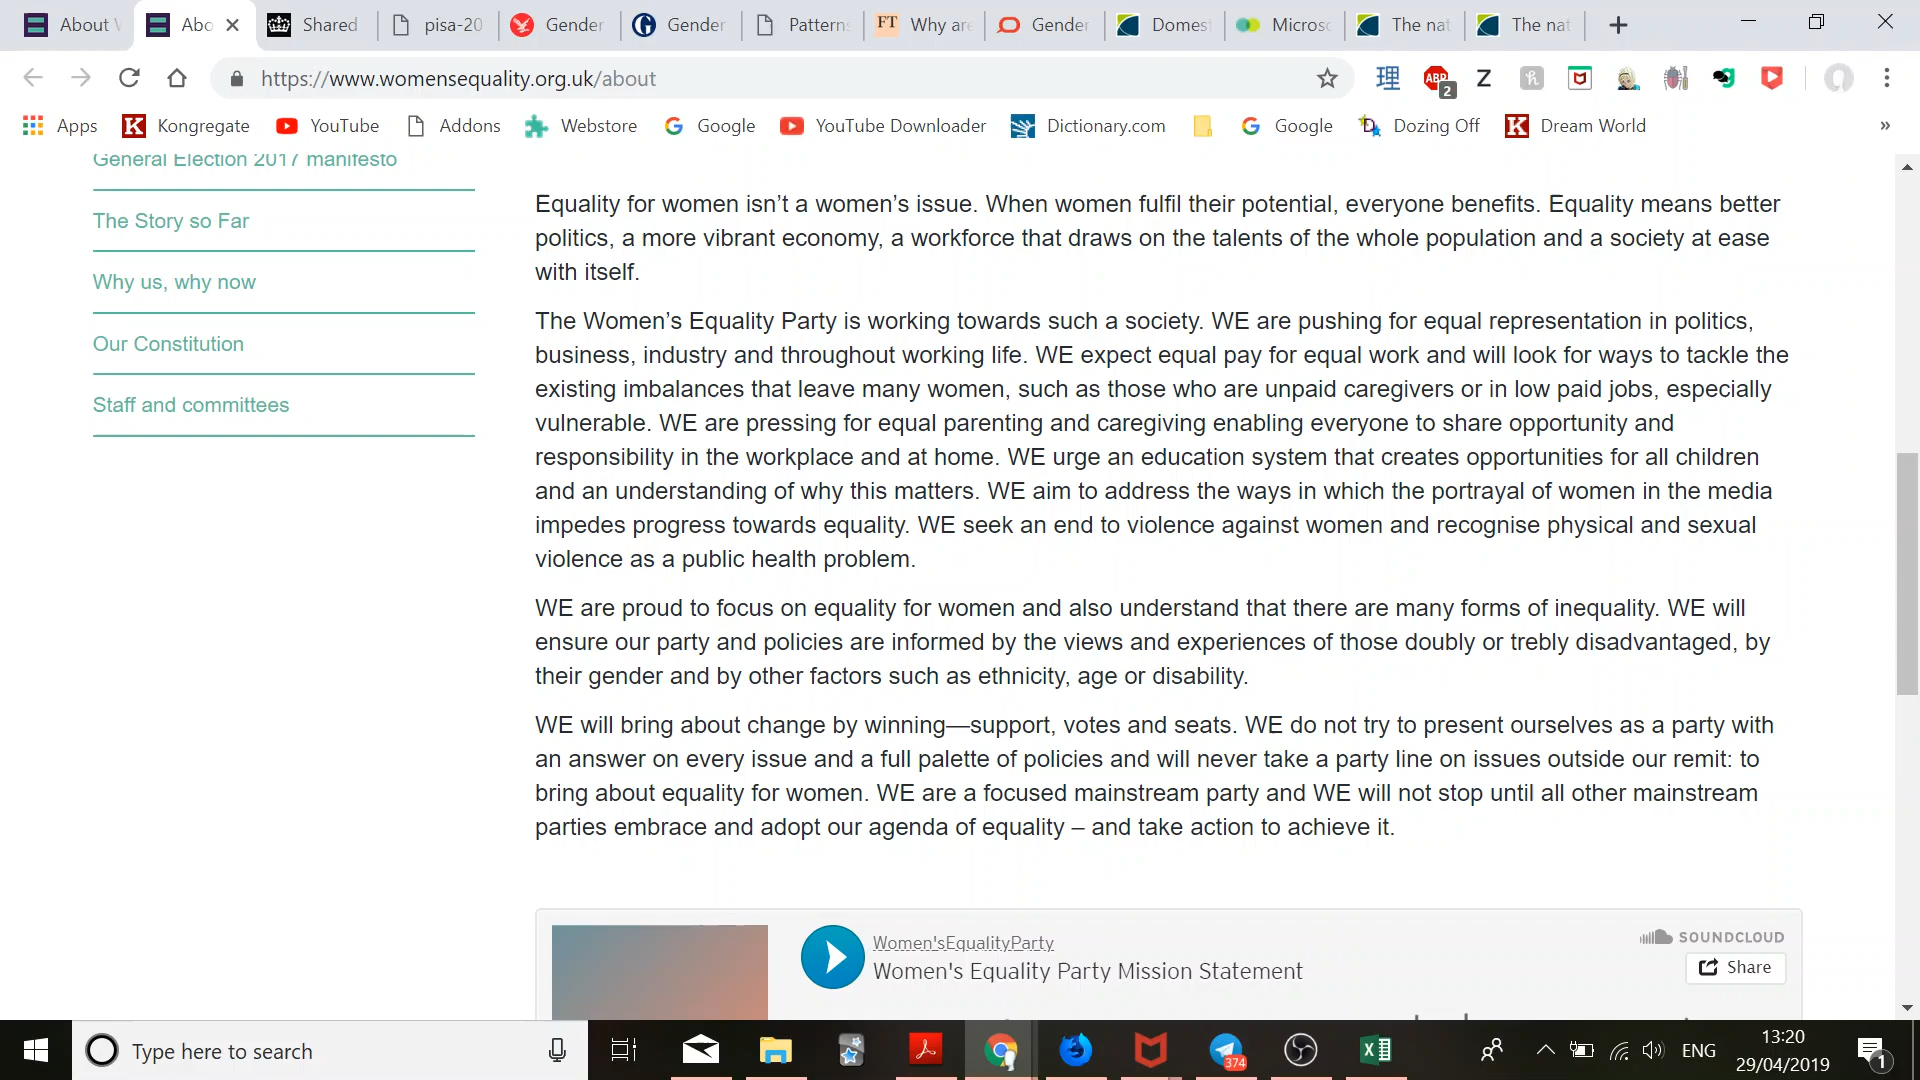 About W
Abo
Shared
pisa-20
Gender
Gender
Patterns
FT
Why are
Gender
Domest
Microso
The nat
The nat
https://www.womensequality.org.uk/about
理
ABP
2
Z
Apps
Kongregate
YouTube
Addons
Webstore
Google
YouTube Downloader
Dictionary.com
Google
Dozing Off
Dream World
»
General Election 2017 manifesto
The Story so Far
Why us, why now
Our Constitution
Staff and committees
Equality for women isn’t a women’s issue. When women fulfil their potential, everyone benefits. Equality means better
politics, a more vibrant economy, a workforce that draws on the talents of the whole population and a society at ease
with itself.
The Women’s Equality Party is working towards such a society. WE are pushing for equal representation in politics,
business, industry and throughout working life. WE expect equal pay for equal work and will look for ways to tackle the
existing imbalances that leave many women, such as those who are unpaid caregivers or in low paid jobs, especially
vulnerable. WE are pressing for equal parenting and caregiving enabling everyone to share opportunity and
responsibility in the workplace and at home. WE urge an education system that creates opportunities for all children
and an understanding of why this matters. WE aim to address the ways in which the portrayal of women in the media
impedes progress towards equality. WE seek an end to violence against women and recognise physical and sexual
violence as a public health problem.
WE are proud to focus on equality for women and also understand that there are many forms of inequality. WE will
ensure our party and policies are informed by the views and experiences of those doubly or trebly disadvantaged, by
their gender and by other factors such as ethnicity, age or disability.
WE will bring about change by winning—support, votes and seats. WE do not try to present ourselves as a party with
an answer on every issue and a full palette of policies and will never take a party line on issues outside our remit: to
bring about equality for women. WE are a focused mainstream party and WE will not stop until all other mainstream
parties embrace and adopt our agenda of equality – and take action to achieve it.
Women'sEqualityParty
Women's Equality Party Mission Statement
SOUNDCLOUD
Share
Type here to search
374
ENG
13:20
29/04/2019
1